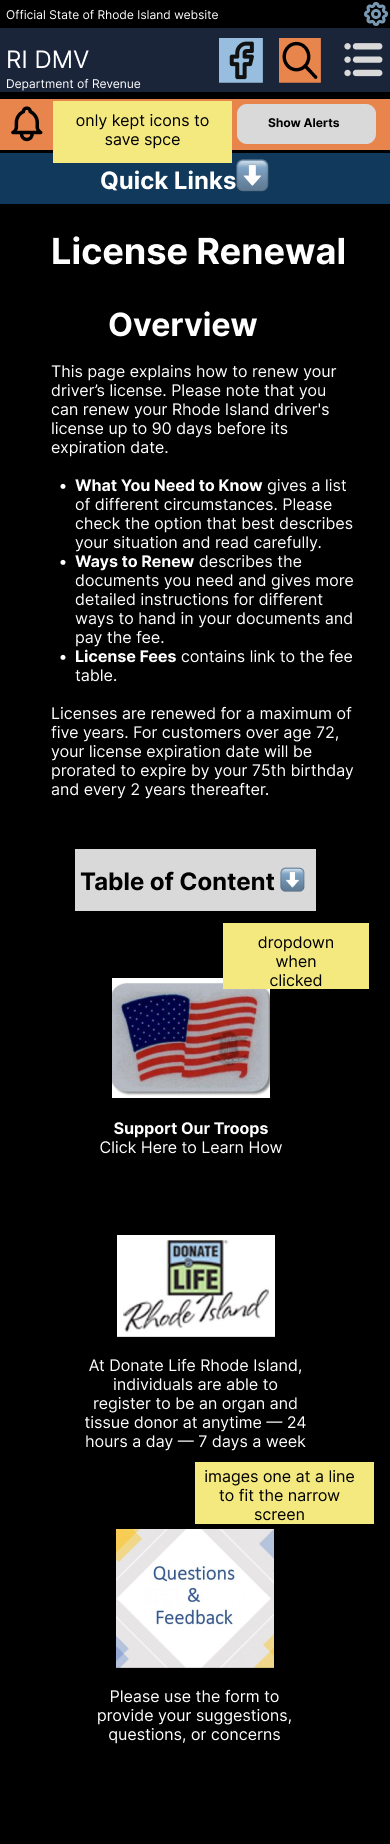 Official State of Rhode Island website
RI DMV
Department of Revenue
only kept icons to
save spce
Show Alerts
Quick Links
License Renewal
Overview
This page explains how to renew your
driver’s license. Please note that you
can renew your Rhode Island driver's
license up to 90 days before its
expiration date.
• What You Need to Know gives a list
of different circumstances. Please
check the option that best describes
your situation and read carefully.
• Ways to Renew describes the
documents you need and gives more
detailed instructions for different
ways to hand in your documents and
pay the fee.
• License Fees contains link to the fee
table.
Licenses are renewed for a maximum of
five years. For customers over age 72,
your license expiration date will be
prorated to expire by your 75th birthday
and every 2 years thereafter.
Table of Content
dropdown
when
clicked
Support Our Troops
Click Here to Learn How
DONATE
LIFE
Rhode Island
At Donate Life Rhode Island,
individuals are able to
register to be an organ and
tissue donor at anytime — 24
hours a day — 7 days a week
images one at a line
to fit the narrow
screen
Questions
&
Feedback
Please use the form to
provide your suggestions,
questions, or concerns